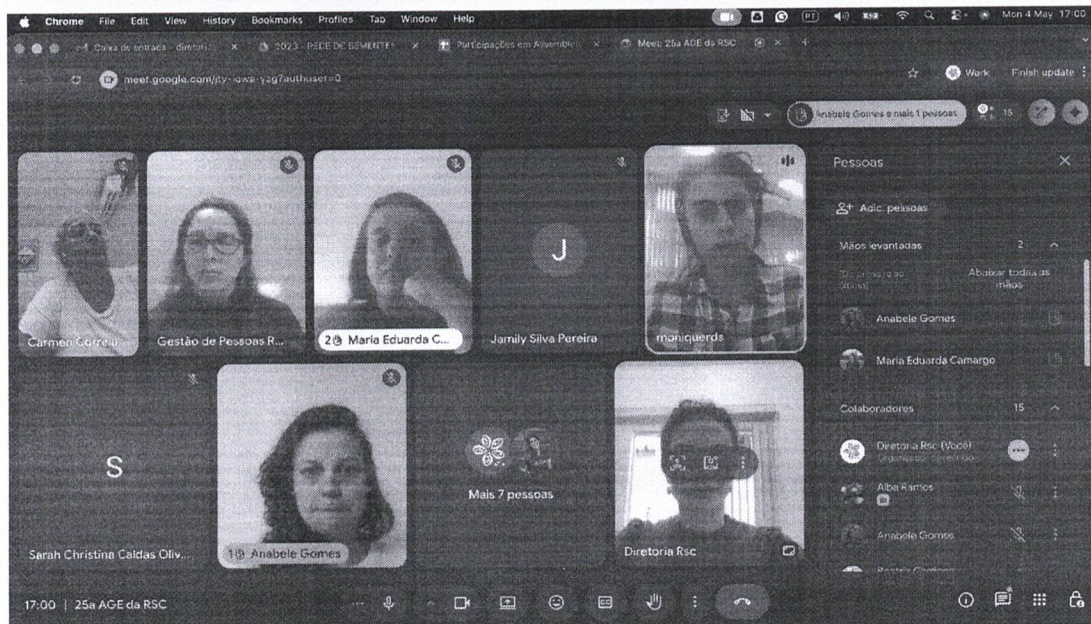 Chrome File Edit View History Bookmarks Profiles Tab Window Help PT Mon 4 May 17:00
Caixa de entrada - diretori... 2023 - REDE DE SEMENTES Participações em Assemblei... Meet: 25a AGE da RSC
meet.google.com/ Work Finish update
Anabele Gomes e mais 1 pessoas 15
Pessoas
Adic. pessoas
Mãos levantadas 2
Abaixar todas as
mãos
Anabele Gomes
Maria Eduarda Camargo
Colaboradores 15
Diretoria Rsc (Você)
Alba Ramos
Anabele Gomes
Carmen Correia
Gestão de Pessoas R...
2 Maria Eduarda C...
J
Jamily Silva Pereira
moniquerds
S
Sarah Christina Caldas Oliv...
1 Anabele Gomes
Mais 7 pessoas
Diretoria Rsc
17:00 | 25a AGE da RSC